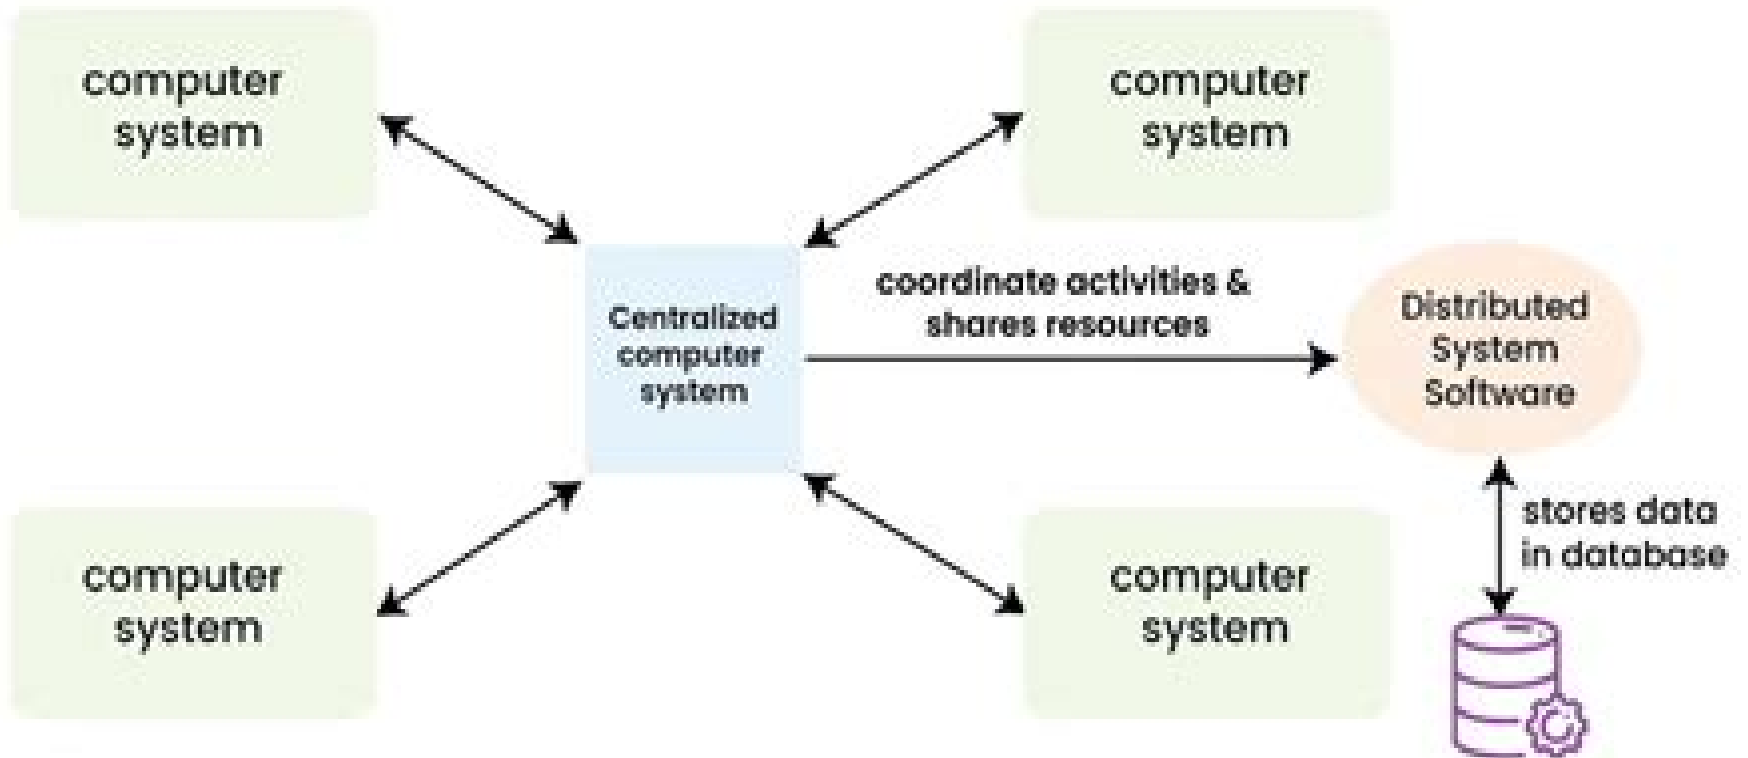 computer
system
computer
system
Centralized
computer
system
coordinate activities &
shares resources
Distributed
System
Software
stores data
in database
computer
system
computer
system